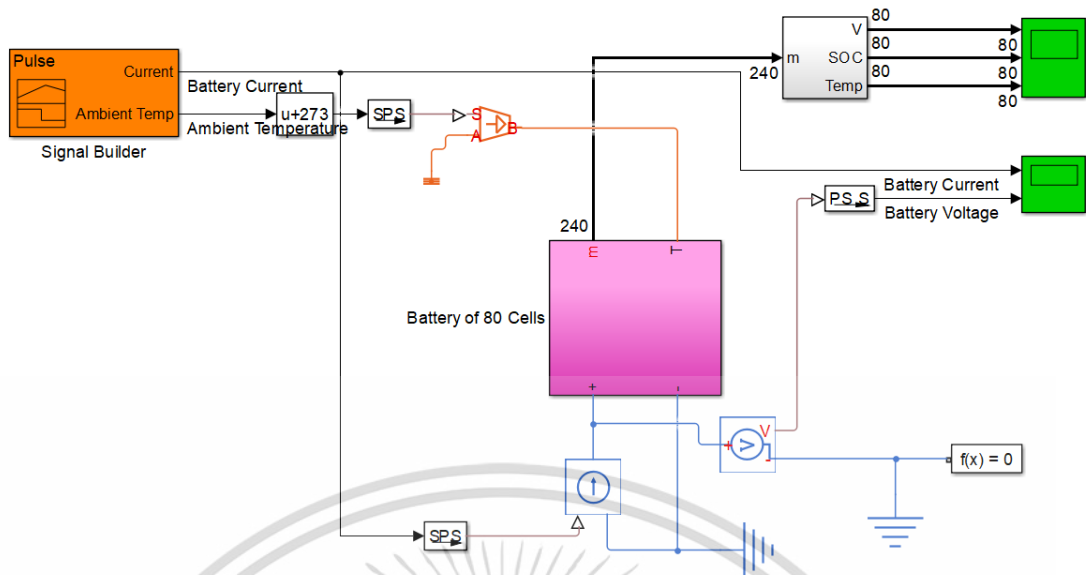 Pulse
Current
Ambient Temp
Signal Builder
Battery Current
Ambient Temperature
u+273
S PS
S
A
B
240
m
V
SOC
Temp
80
80
80
80
80
80
Battery Current
Battery Voltage
PS S
240
m
T
Battery of 80 Cells
+
-
+
V
-
f(x) = 0
S PS